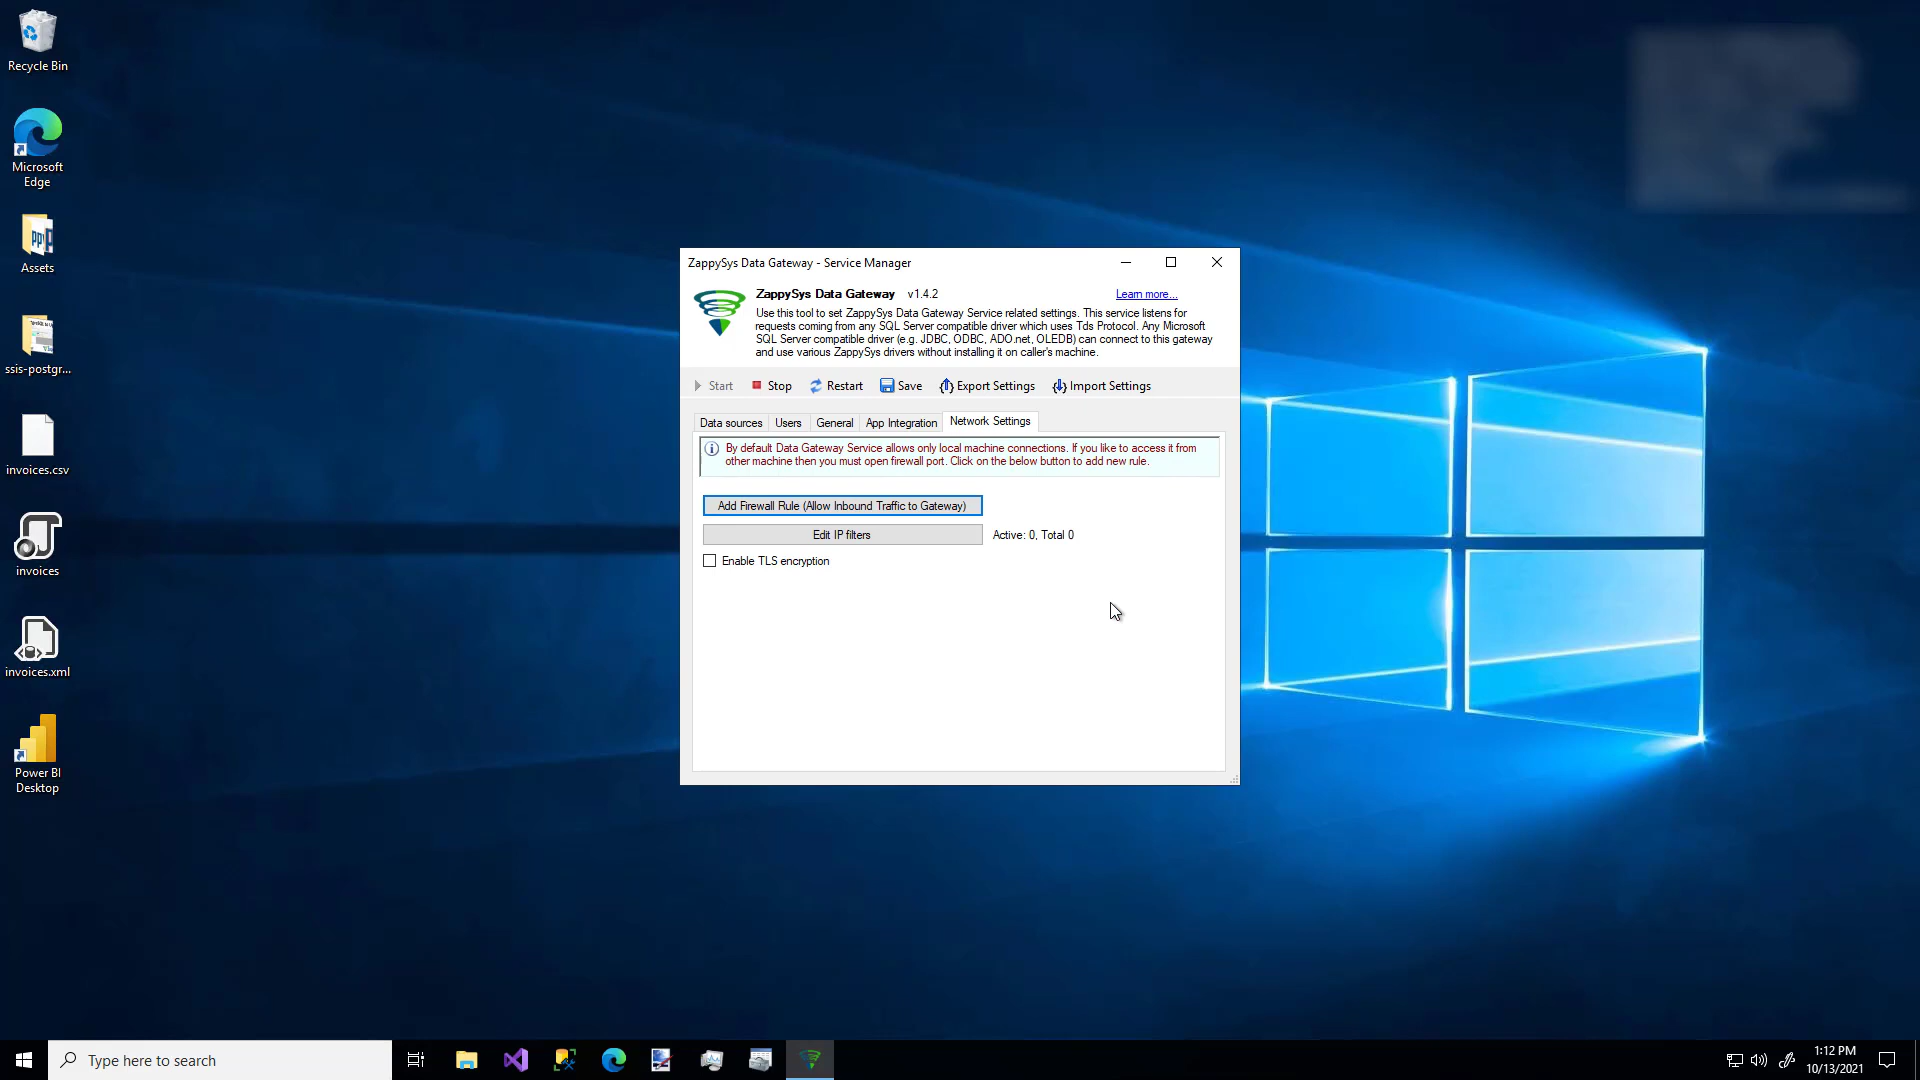 Recycle Bin
Microsoft
Edge
Assets
ssis-postgr...
invoices.csv
invoices
invoices.xml
Power BI
Desktop
ZappySys Data Gateway - Service Manager
ZappySys Data Gateway v1.4.2
Learn more...
Use this tool to set ZappySys Data Gateway Service related settings. This service listens for
requests coming from any SQL Server compatible driver which uses Tds Protocol. Any Microsoft
SQL Server compatible driver (e.g. JDBC, ODBC, ADO.net, OLEDB) can connect to this gateway
and use various ZappySys drivers without installing it on caller's machine.
Start Stop Restart Save Export Settings Import Settings
Data sources Users General App Integration Network Settings
By default Data Gateway Service allows only local machine connections. If you like to access it from
other machine then you must open firewall port. Click on the below button to add new rule.
Add Firewall Rule (Allow Inbound Traffic to Gateway)
Edit IP filters Active: 0, Total 0
Enable TLS encryption
Type here to search
1:12 PM
10/13/2021